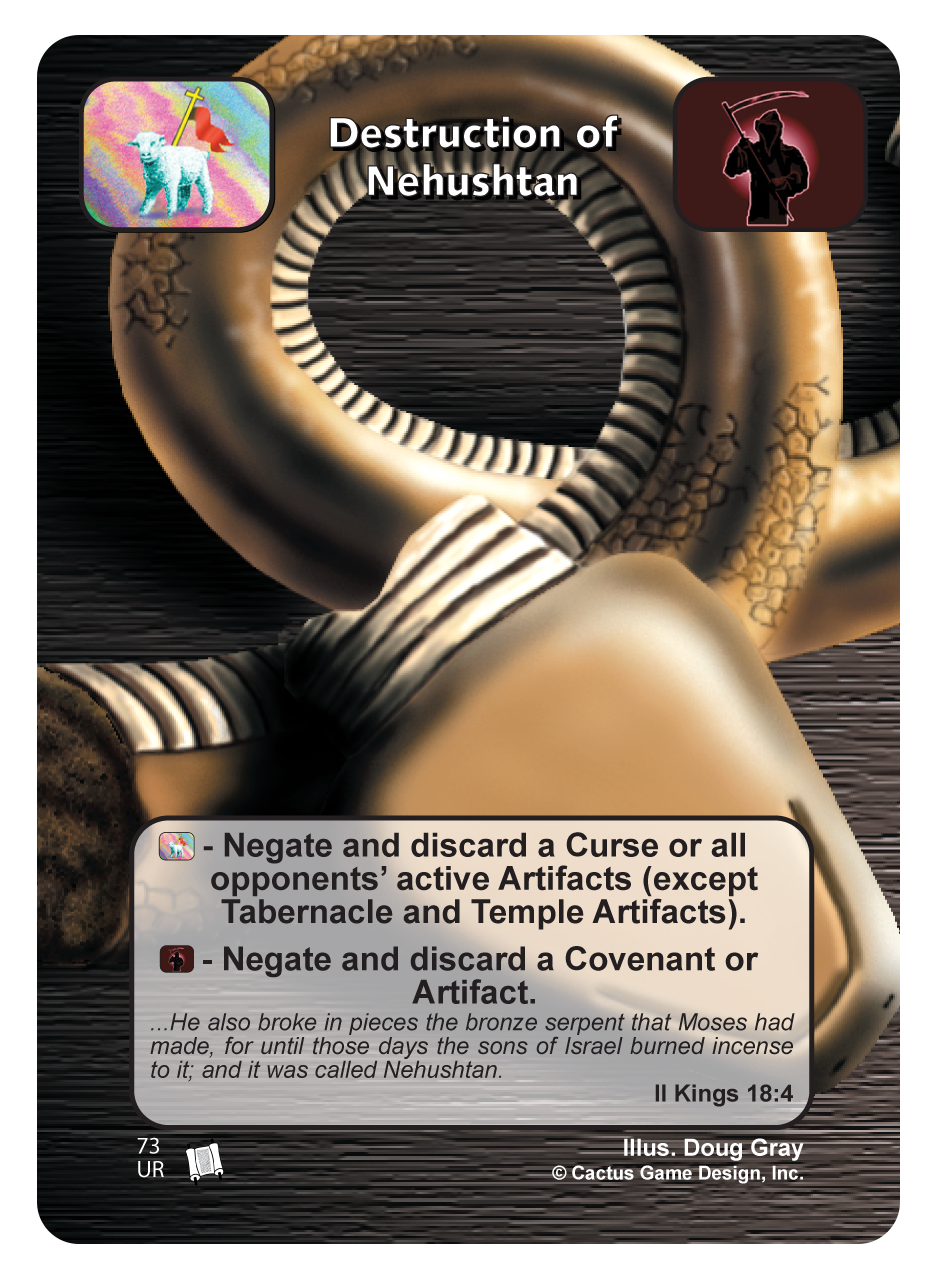 Destruction of
Nehushtan
- Negate and discard a Curse or all
opponents’ active Artifacts (except
Tabernacle and Temple Artifacts).
- Negate and discard a Covenant or
Artifact.
...He also broke in pieces the bronze serpent that Moses had
made, for until those days the sons of Israel burned incense
to it; and it was called Nehushtan.
II Kings 18:4
73
UR
Illus. Doug Gray
© Cactus Game Design, Inc.